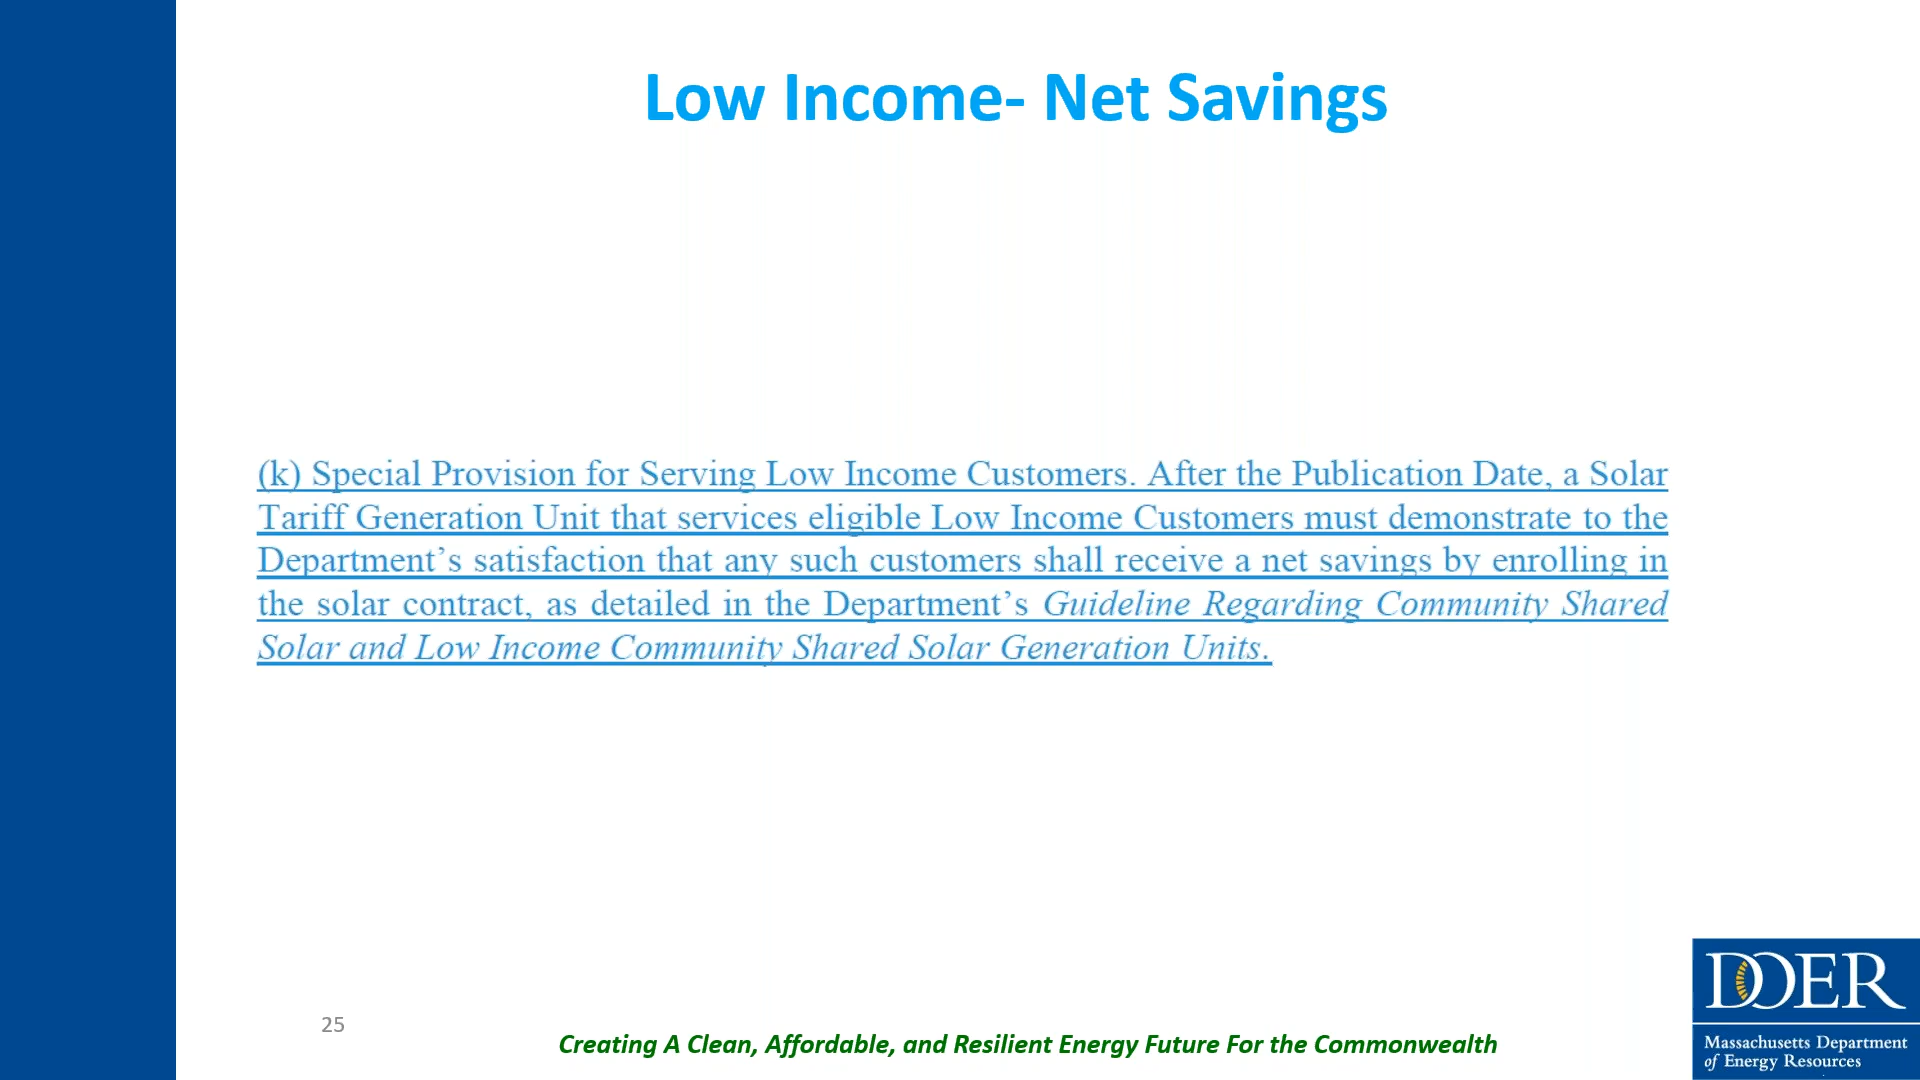 Low Income- Net Savings
(k) Special Provision for Serving Low Income Customers. After the Publication Date, a Solar
Tariff Generation Unit that services eligible Low Income Customers must demonstrate to the
Department’s satisfaction that any such customers shall receive a net savings by enrolling in
the solar contract, as detailed in the Department’s Guideline Regarding Community Shared
Solar and Low Income Community Shared Solar Generation Units.
25
Creating A Clean, Affordable, and Resilient Energy Future For the Commonwealth
DOER
Massachusetts Department
of Energy Resources